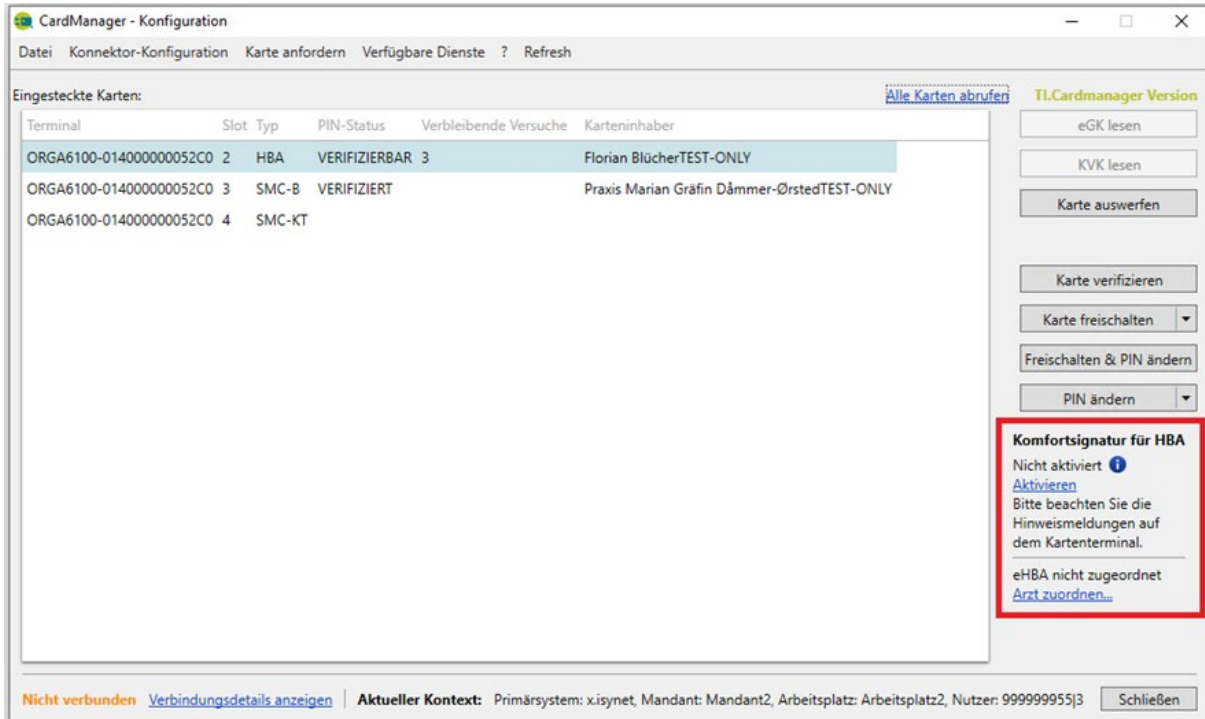 CardManager - Konfiguration
Datei Konnektor-Konfiguration Karte anfordern Verfügbare Dienste ? Refresh
Eingesteckte Karten: Alle Karten abrufen TI.Cardmanager Version
Terminal Slot Typ PIN-Status Verbleibende Versuche Karteninhaber
ORGA6100-014000000052C0 2 HBA VERIFIZIERBAR 3 Florian BlücherTEST-ONLY
ORGA6100-014000000052C0 3 SMC-B VERIFIZIERT Praxis Marian Gräfin Dåmmer-ØrstedTEST-ONLY
ORGA6100-014000000052C0 4 SMC-KT
eGK lesen
KVK lesen
Karte auswerfen
Karte verifizieren
Karte freischalten
Freischalten & PIN ändern
PIN ändern
Komfortsignatur für HBA
Nicht aktiviert
Aktivieren
Bitte beachten Sie die
Hinweismeldungen auf
dem Kartenterminal.
eHBA nicht zugeordnet
Arzt zuordnen...
Nicht verbunden Verbindungsdetails anzeigen Aktueller Kontext: Primärsystem: x.isynet, Mandant: Mandant2, Arbeitsplatz: Arbeitsplatz2, Nutzer: 999999955|3 Schließen